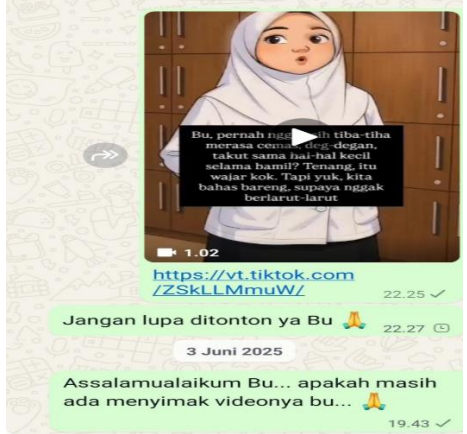 Bu, pernah ngg ih tiba-tiba
merasa cemas, deg-degan,
takut sama hal-hal kecil
selama hamil? Tenang, itu
wajar kok. Tapi yuk, kita
bahas bareng, supaya nggak
berlarut-larut
1.02
https://vt.tiktok.com
/ZSkLLMmuW/
22.25
Jangan lupa ditonton ya Bu 🙏 22.27
3 Juni 2025
Assalamualaikum Bu... apakah masih
ada menyimak videonya bu... 🙏
19.43